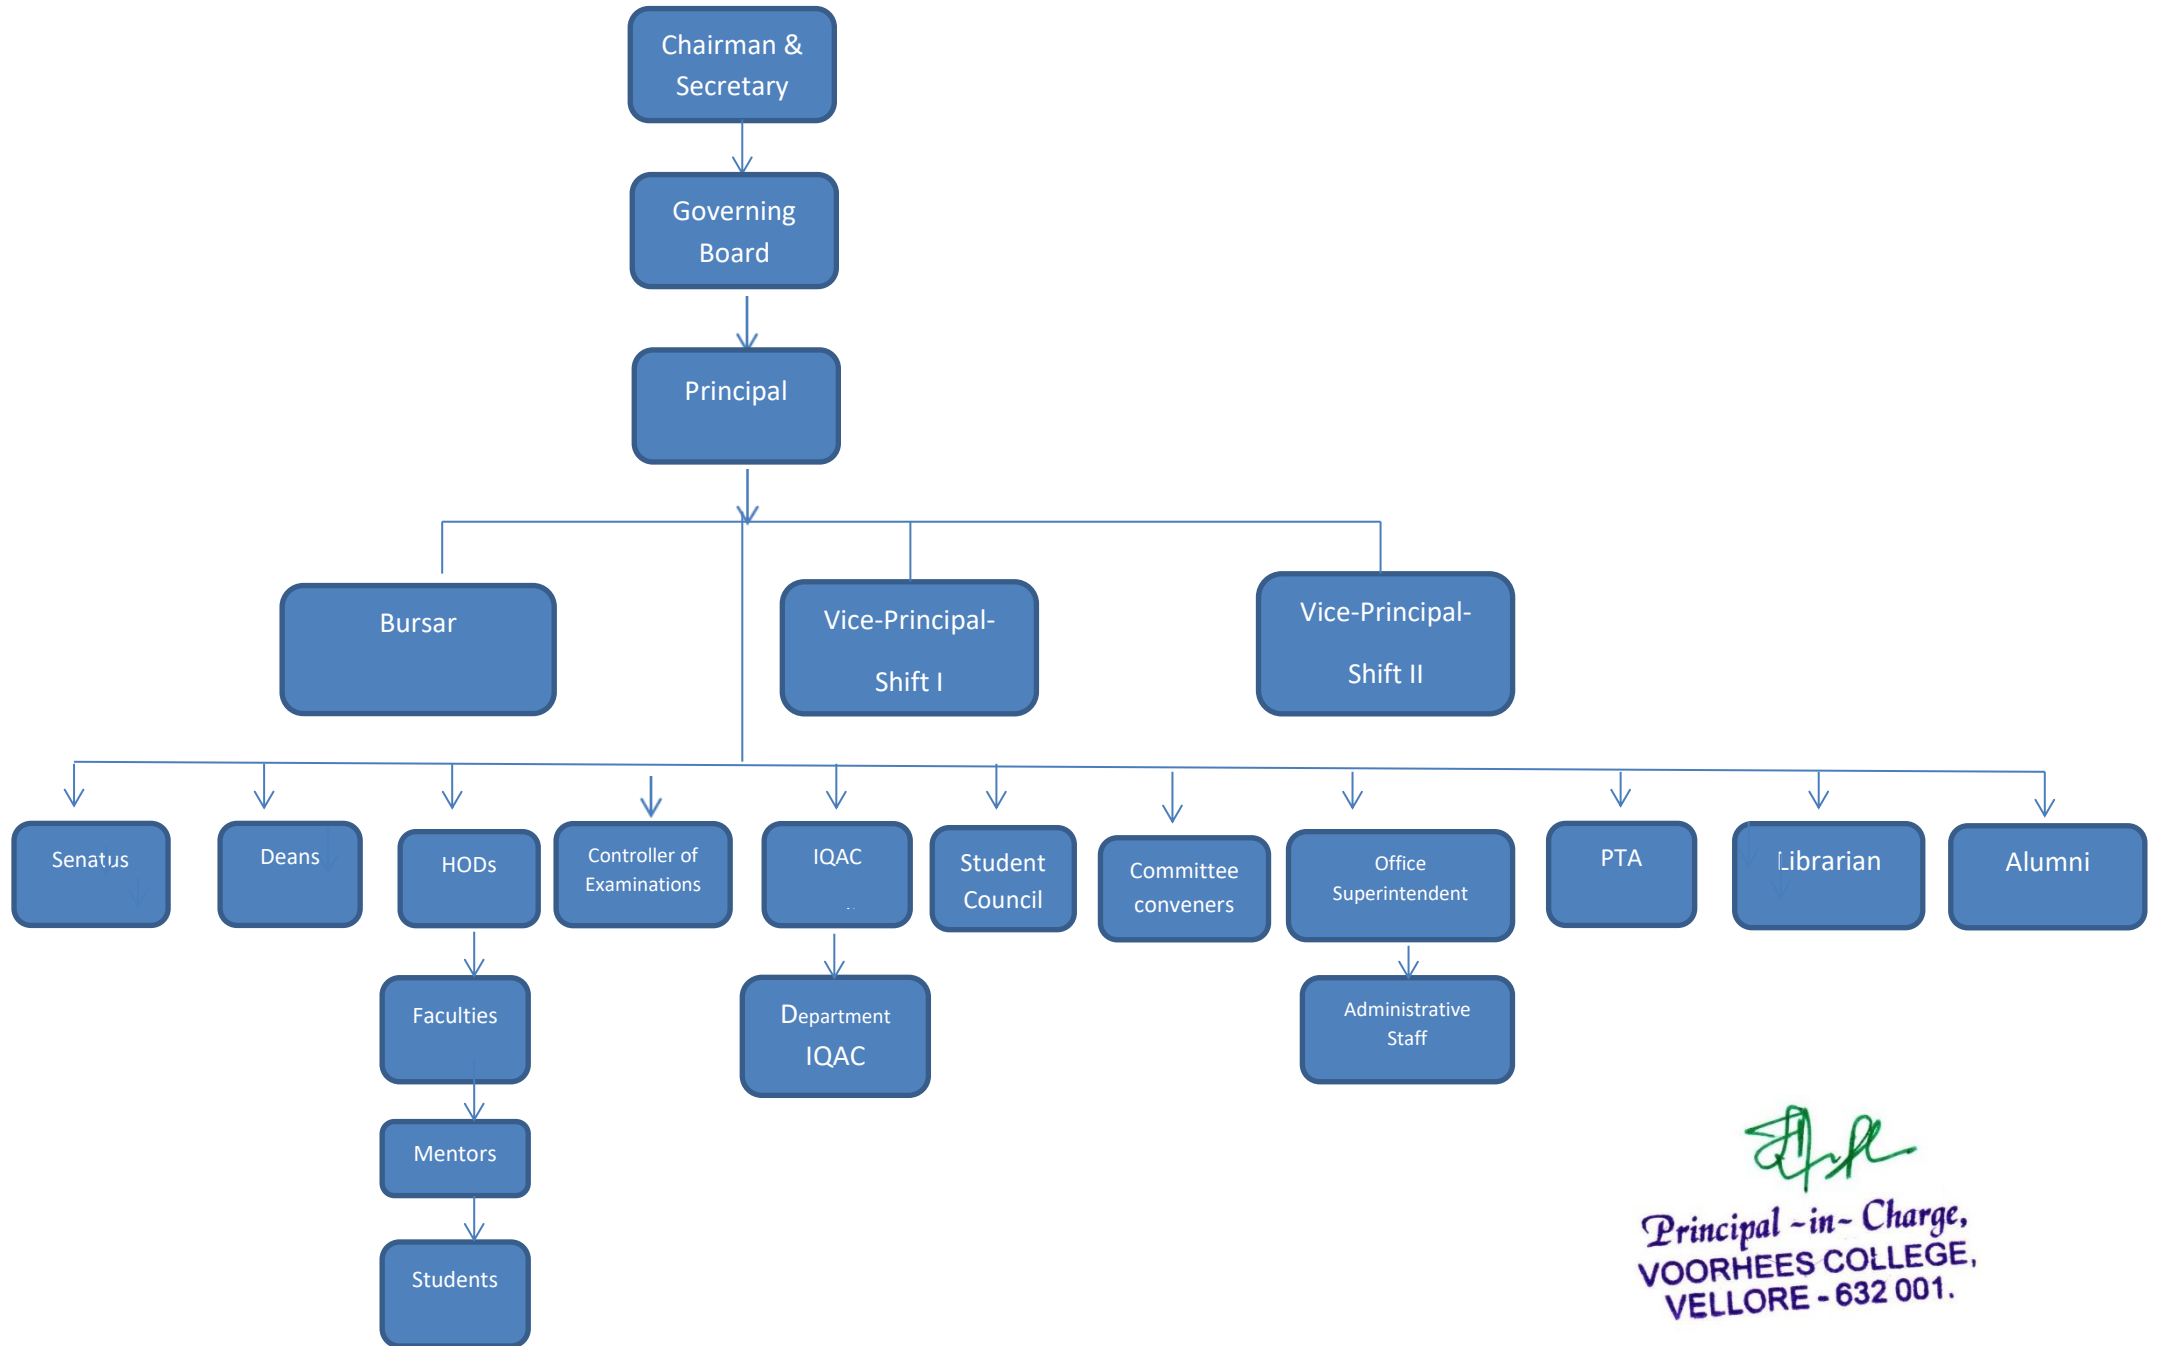 Chairman &
Secretary
Governing
Board
Principal
Bursar
Vice-Principal-
Shift I
Vice-Principal-
Shift II
Senatus
Deans
HODs
Controller of
Examinations
IQAC
Student
Council
Committee
conveners
Office
Superintendent
PTA
Librarian
Alumni
Faculties
Department
IQAC
Administrative
Staff
Mentors
Students
Principal -in- Charge,
VOORHEES COLLEGE,
VELLORE - 632 001.